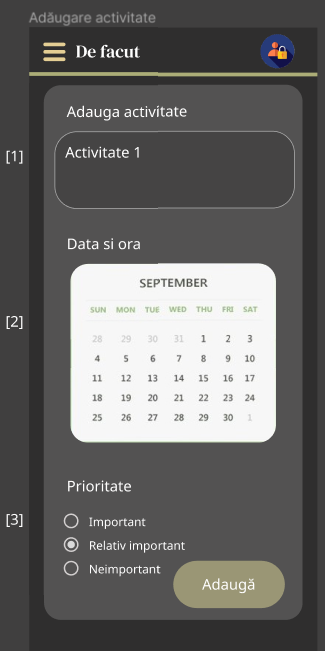 Adăugare activitate
De facut
Adauga activitate
[1]
Activitate 1
Data si ora
[2]
SEPTEMBER
SUN MON TUE WED THU FRI SAT
28 29 30 31 1 2 3
4 5 6 7 8 9 10
11 12 13 14 15 16 17
18 19 20 21 22 23 24
25 26 27 28 29 30 1
Prioritate
[3]
Important
Relativ important
Neimportant
Adaugă